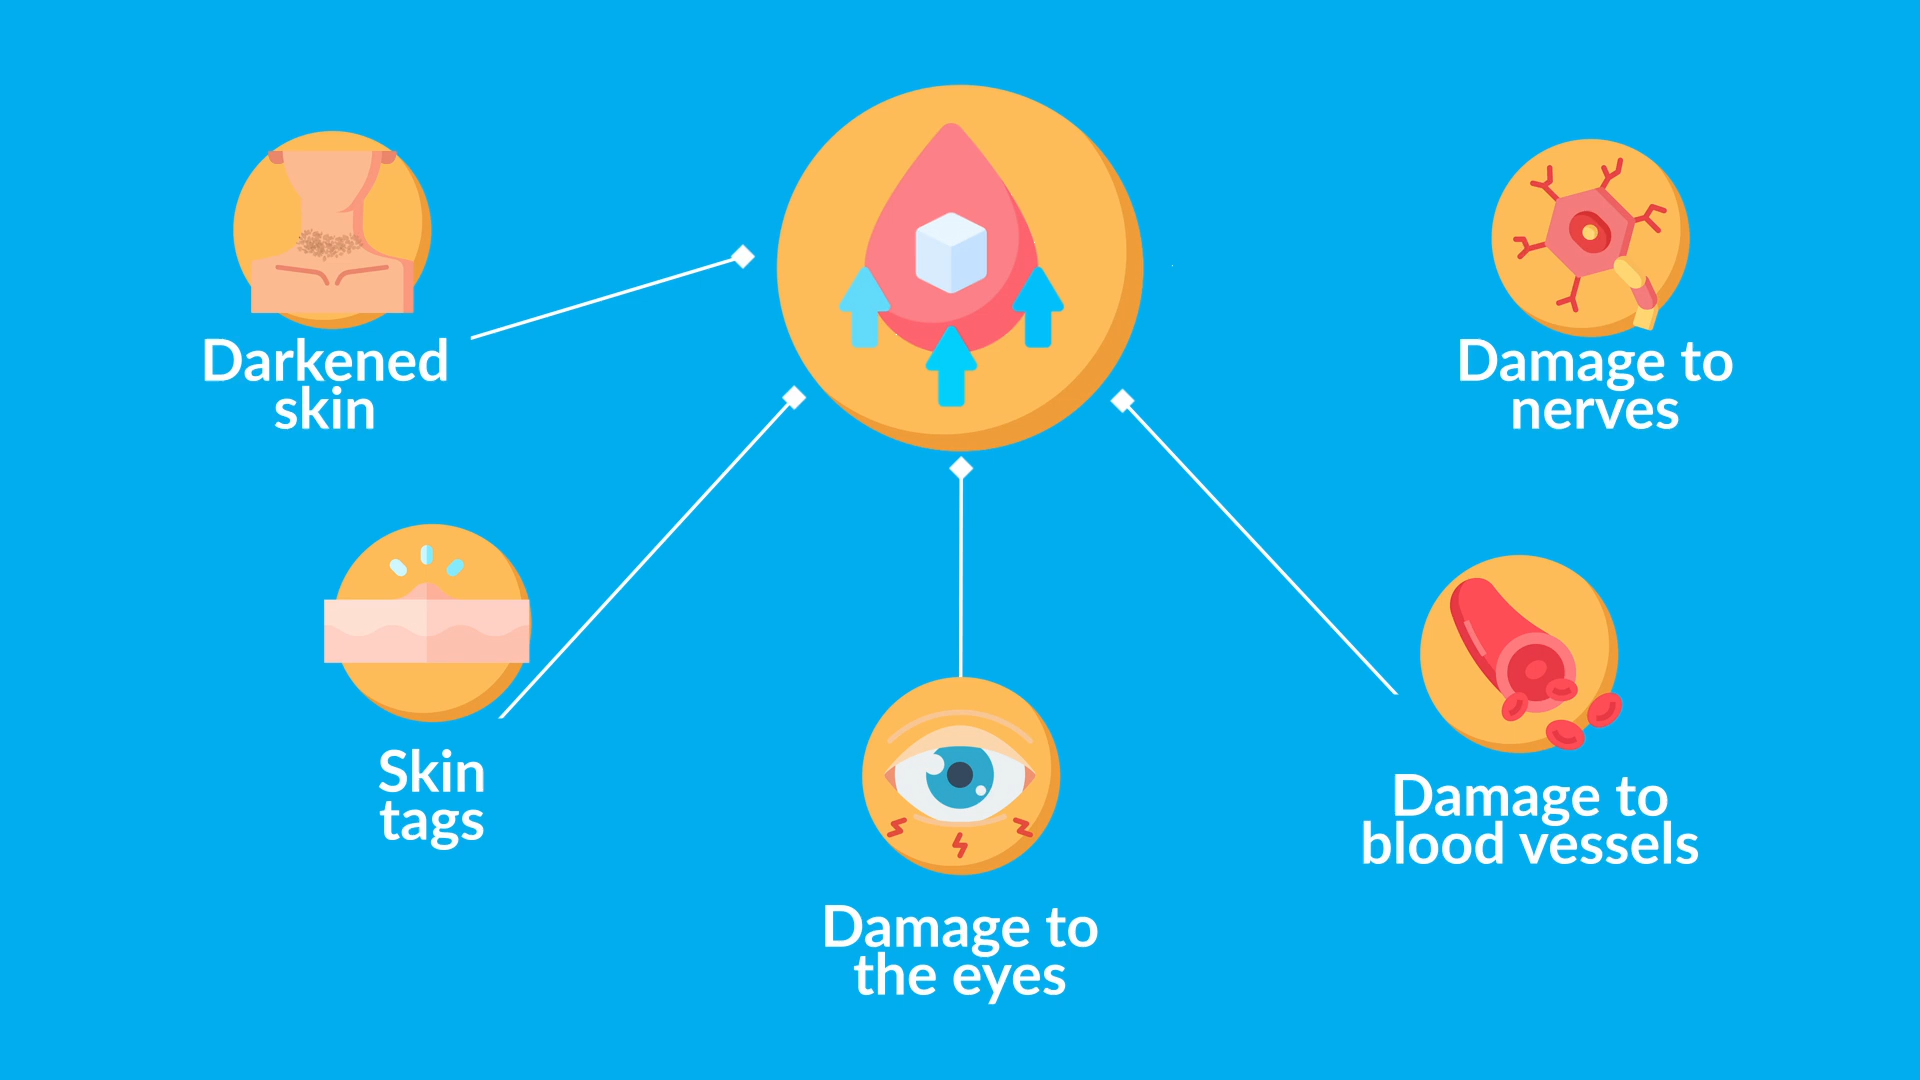 Darkened
skin
Damage to
nerves
Skin
tags
Damage to
blood vessels
Damage to
the eyes